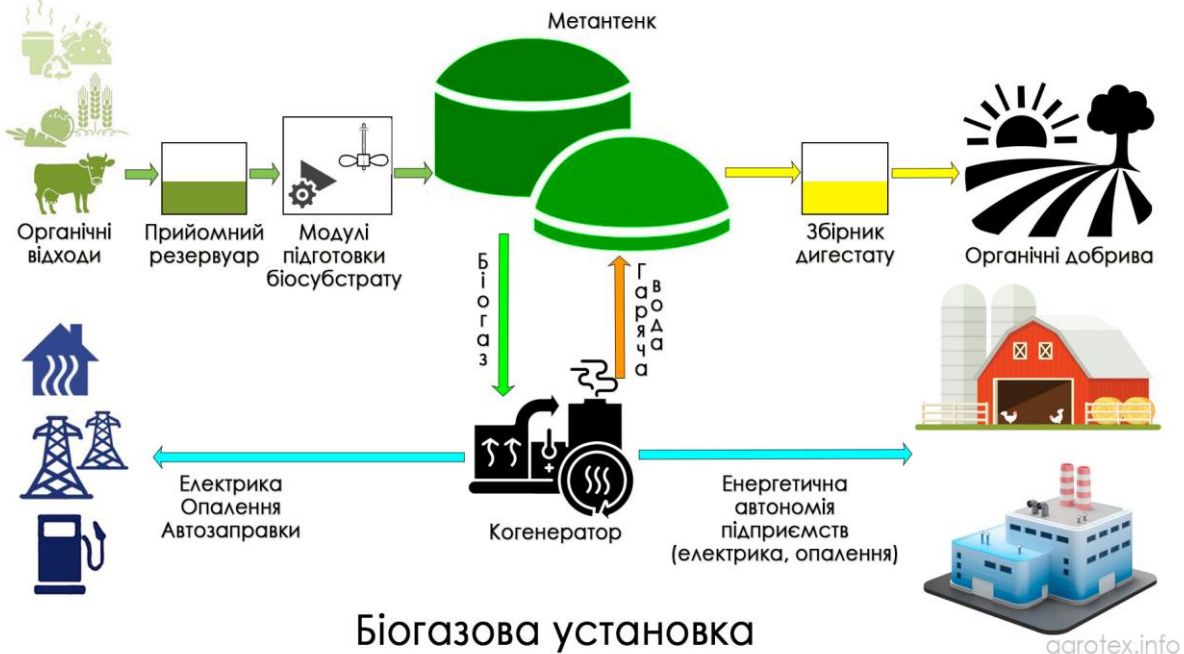 Метантенк
Органічні
відходи
Прийомний
резервуар
Модулі
підготовки
біосубстрату
Збірник
дигестату
Органічні добрива
Біогаз
Гаряча
вода
Електрика
Опалення
Автозаправки
Когенератор
Енергетична
автономія
підприємств
(електрика, опалення)
Біогазова установка
aarotex.info